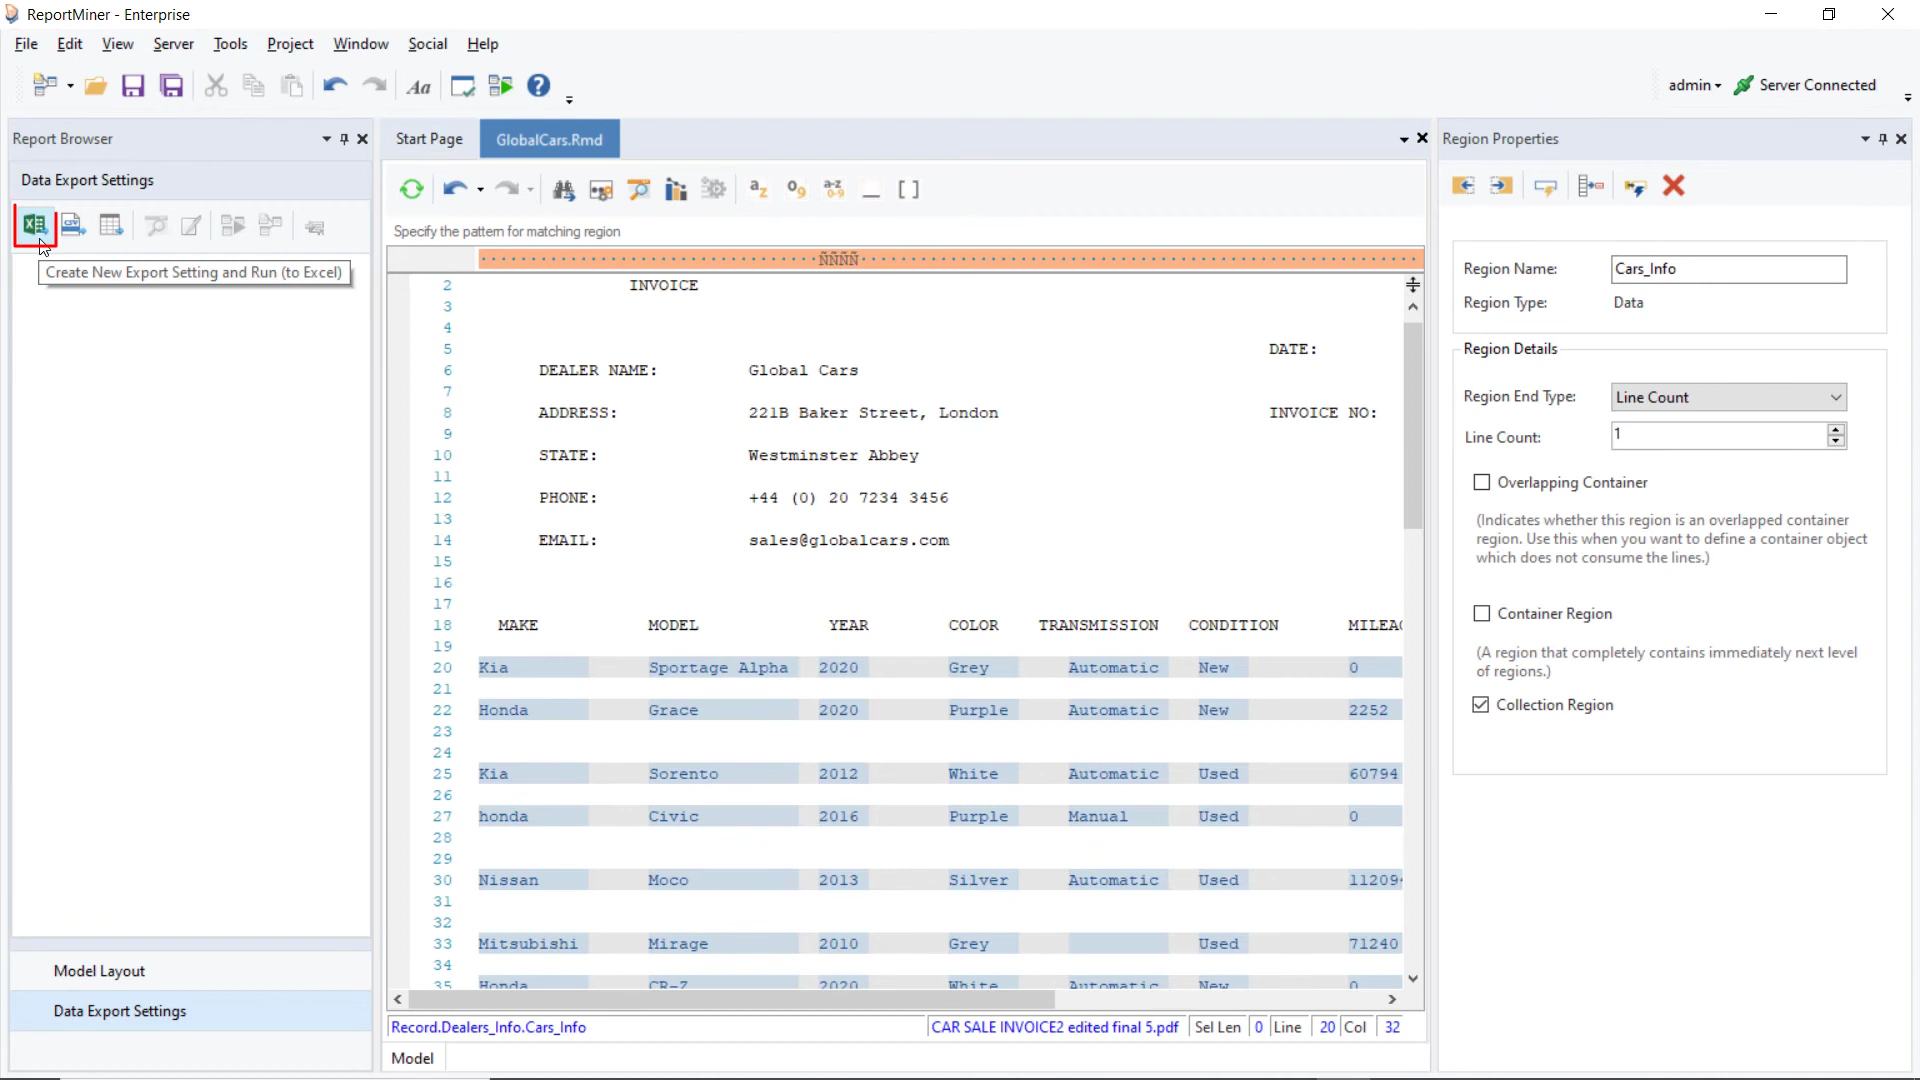 ReportMiner - Enterprise
File Edit View Server Tools Project Window Social Help
Aa
admin Server Connected
Report Browser
Data Export Settings
Create New Export Setting and Run (to Excel)
Start Page GlobalCars.Rmd
Specify the pattern for matching region
ÑÑÑÑ
2 INVOICE
3
4
5 DATE:
6 DEALER NAME: Global Cars
7
8 ADDRESS: 221B Baker Street, London INVOICE NO:
9
10 STATE: Westminster Abbey
11
12 PHONE: +44 (0) 20 7234 3456
13
14 EMAIL: sales@globalcars.com
15
16
17
18 MAKE MODEL YEAR COLOR TRANSMISSION CONDITION
19
20 Kia Sportage Alpha 2020 Grey Automatic New 0
21
22 Honda Grace 2020 Purple Automatic New 2252
23
24
25 Kia Sorento 2012 White Automatic Used 60794
26
27 honda Civic 2016 Purple Manual Used 0
28
29
30 Nissan Moco 2013 Silver Automatic Used 11209
31
32
33 Mitsubishi Mirage 2010 Grey Used 71240
34
35 Honda CR-Z 2020 White Automatic New 0
Record.Dealers_Info.Cars_Info CAR SALE INVOICE2 edited final 5.pdf Sel Len 0 Line 20 Col 32
Model
Model Layout
Data Export Settings
Region Properties
Region Name: Cars_Info
Region Type: Data
Region Details
Region End Type: Line Count
Line Count: 1
Overlapping Container
(Indicates whether this region is an overlapped container
region. Use this when you want to define a container object
which does not consume the lines.)
Container Region
(A region that completely contains immediately next level
of regions.)
Collection Region